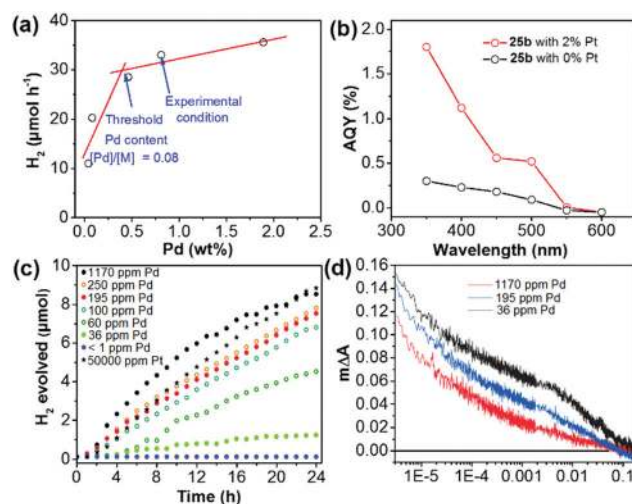 (a)
40
30
20
10
0
H₂ (μmol h⁻¹)
Threshold
Pd content
[Pd]/[M] = 0.08
Experimental
condition
0.0 0.5 1.0 1.5 2.0 2.5
Pd (wt%)
(b)
2.0
1.5
1.0
0.5
0.0
AQY (%)
25b with 2% Pt
25b with 0% Pt
300 400 500 600
Wavelength (nm)
(c)
10
8
6
4
2
0
H₂ evolved (μmol)
1170 ppm Pd
250 ppm Pd
195 ppm Pd
100 ppm Pd
60 ppm Pd
36 ppm Pd
< 1 ppm Pd
50000 ppm Pt
0 4 8 12 16 20 24
Time (h)
(d)
0.16
0.14
0.12
0.10
0.08
0.06
0.04
0.02
0.00
mΔA
1170 ppm Pd
195 ppm Pd
36 ppm Pd
1E-5 1E-4 0.001 0.01 0.1